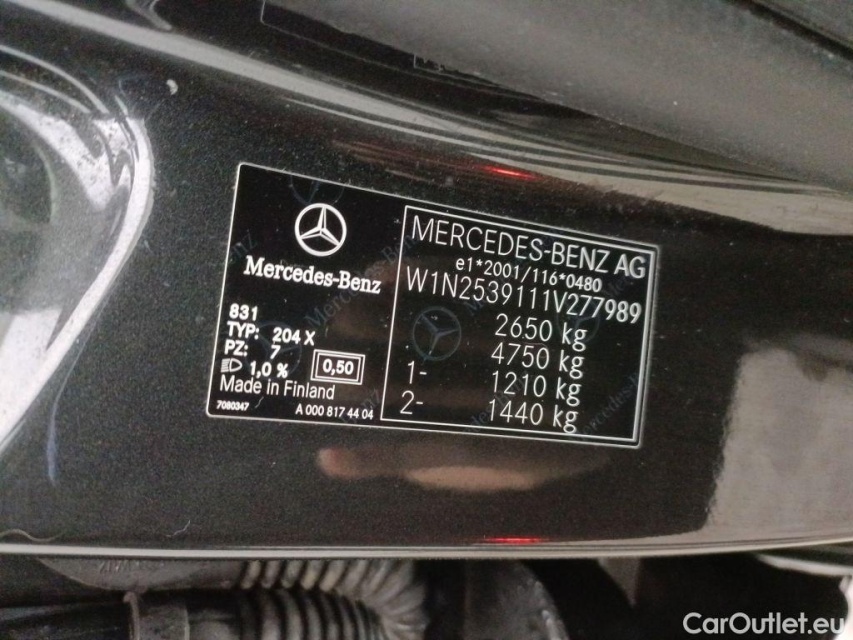 Mercedes-Benz
831
TYP: 204 X
PZ: 7
1,0 % 0,50
Made in Finland
7080347 A 000 817 44 04
MERCEDES-BENZ AG
e1*2001/116*0480
W1N2539111V277989
2650 kg
4750 kg
1- 1210 kg
2- 1440 kg
CarOutlet.eu